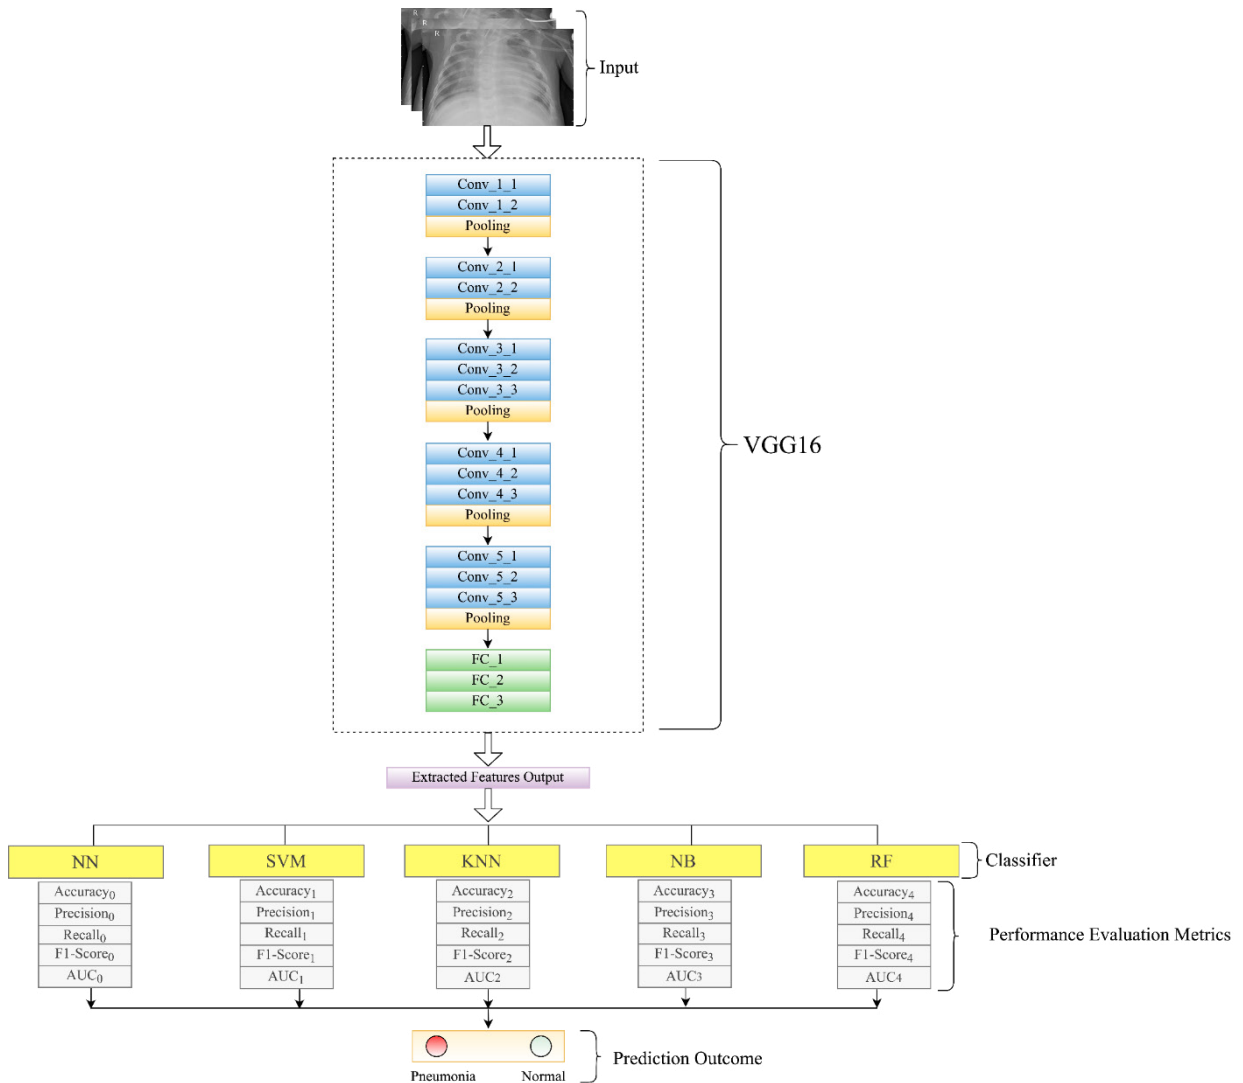 R
R
R
Input
Conv_1_1
Conv_1_2
Pooling
Conv_2_1
Conv_2_2
Pooling
Conv_3_1
Conv_3_2
Conv_3_3
Pooling
VGG16
Conv_4_1
Conv_4_2
Conv_4_3
Pooling
Conv_5_1
Conv_5_2
Conv_5_3
Pooling
FC_1
FC_2
FC_3
Extracted Features Output
NN SVM KNN NB RF Classifier
Accuracy0 Accuracy1 Accuracy2 Accuracy3 Accuracy4
Precision0 Precision1 Precision2 Precision3 Precision4
Recall0 Recall1 Recall2 Recall3 Recall4
Performance Evaluation Metrics
F1-Score0 F1-Score1 F1-Score2 F1-Score3 F1-Score4
AUC0 AUC1 AUC2 AUC3 AUC4
Prediction Outcome
Pneumonia Normal